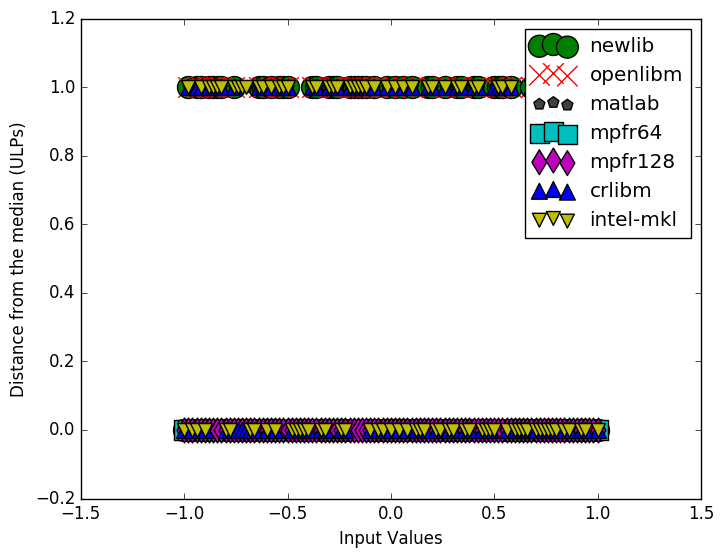 1.2
1.0
0.8
0.6
0.4
0.2
0.0
−0.2
Distance from the median (ULPs)
newlib
openlibm
matlab
mpfr64
mpfr128
crlibm
intel-mkl
−1.5 −1.0 −0.5 0.0 0.5 1.0 1.5
Input Values